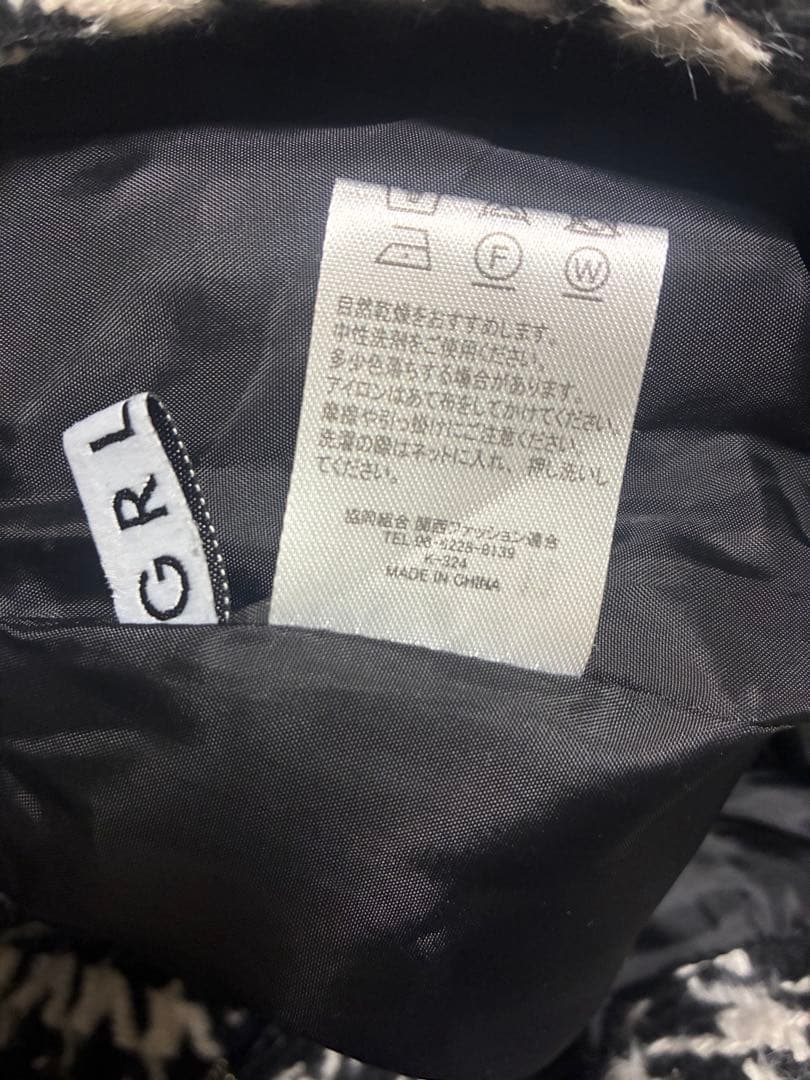 GRL
F W
自然乾燥をおすすめします。
中性洗剤をご使用ください。
多少色落ちする場合があります。
アイロンはあて布をしてかけてください。
摩擦や引っ掛けにご注意ください。
洗濯の際はネットに入れ、押し洗いし
てください。
協同組合 関西ファッション連合
TEL 06-6228-8139
K-324
MADE IN CHINA